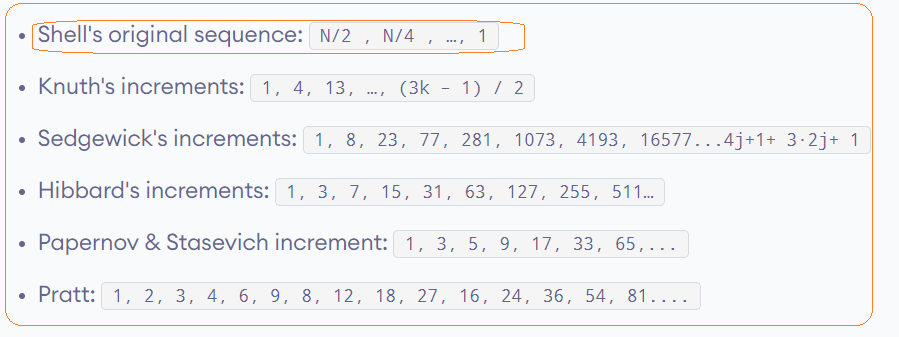 • Shell's original sequence: N/2 , N/4 , …, 1
• Knuth's increments: 1, 4, 13, …, (3k – 1) / 2
• Sedgewick's increments: 1, 8, 23, 77, 281, 1073, 4193, 16577...4j+1+ 3·2j+ 1
• Hibbard's increments: 1, 3, 7, 15, 31, 63, 127, 255, 511…
• Papernov & Stasevich increment: 1, 3, 5, 9, 17, 33, 65,...
• Pratt: 1, 2, 3, 4, 6, 9, 8, 12, 18, 27, 16, 24, 36, 54, 81....